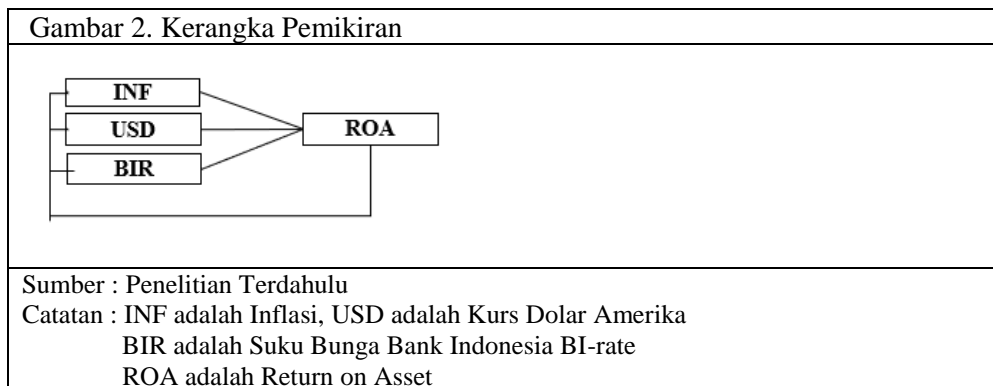 Gambar 2. Kerangka Pemikiran
INF
USD
ROA
BIR
Sumber : Penelitian Terdahulu
Catatan : INF adalah Inflasi, USD adalah Kurs Dolar Amerika
BIR adalah Suku Bunga Bank Indonesia BI-rate
ROA adalah Return on Asset